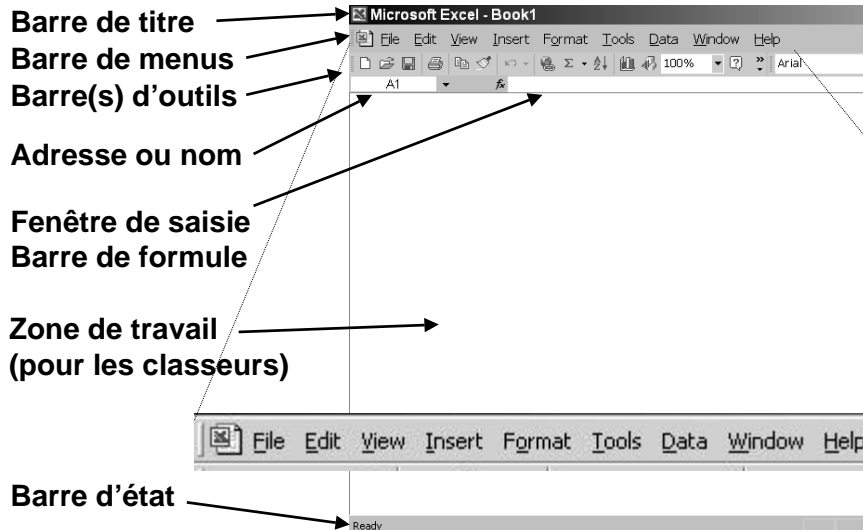 Barre de titre
Microsoft Excel - Book1
Barre de menus
File Edit View Insert Format Tools Data Window Help
Barre(s) d’outils
100% Arial
A1 fx
Adresse ou nom
Fenêtre de saisie
Barre de formule
Zone de travail
(pour les classeurs)
File Edit View Insert Format Tools Data Window Help
Barre d’état
Ready